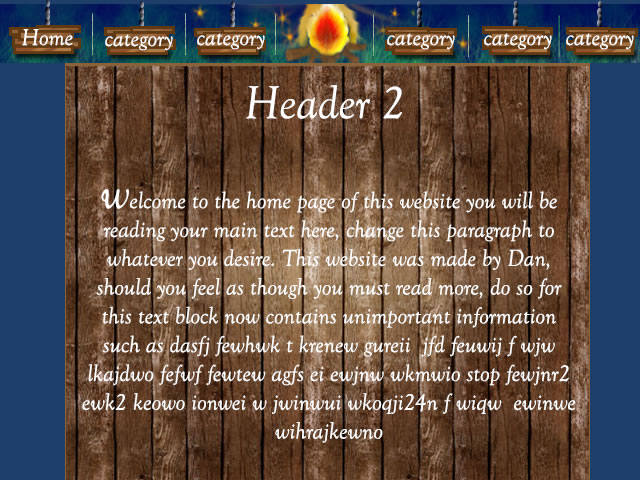 Home category category category category category
Header 2
Welcome to the home page of this website you will be
reading your main text here, change this paragraph to
whatever you desire. This website was made by Dan,
should you feel as though you must read more, do so for
this text block now contains unimportant information
such as dasfj fewhwk t krenew gureii jfd feuwij f wjw
lkajdwo fefwf fewtew agfs ei ewjnw wkmwio stop fewjnr2
ewk2 keowo ionwei w jwinwui wkoqji24n f wiqw ewinwe
wihrajkewno